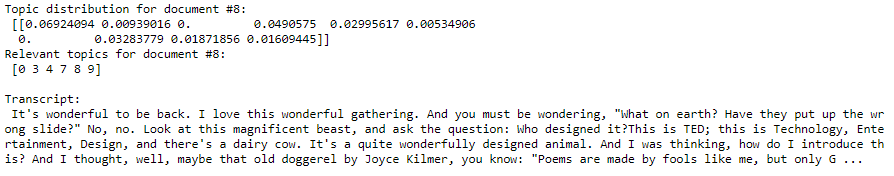 Topic distribution for document #8:
[[0.06924094 0.00939016 0. 0.0490575 0.02995617 0.00534906
0. 0.03283779 0.01871856 0.01609445]]
Relevant topics for document #8:
[0 3 4 7 8 9]
Transcript:
It's wonderful to be back. I love this wonderful gathering. And you must be wondering, "What on earth? Have they put up the wr
ong slide?" No, no. Look at this magnificent beast, and ask the question: Who designed it?This is TED; this is Technology, Ente
rtainment, Design, and there's a dairy cow. It's a quite wonderfully designed animal. And I was thinking, how do I introduce th
is? And I thought, well, maybe that old doggerel by Joyce Kilmer, you know: "Poems are made by fools like me, but only G ...